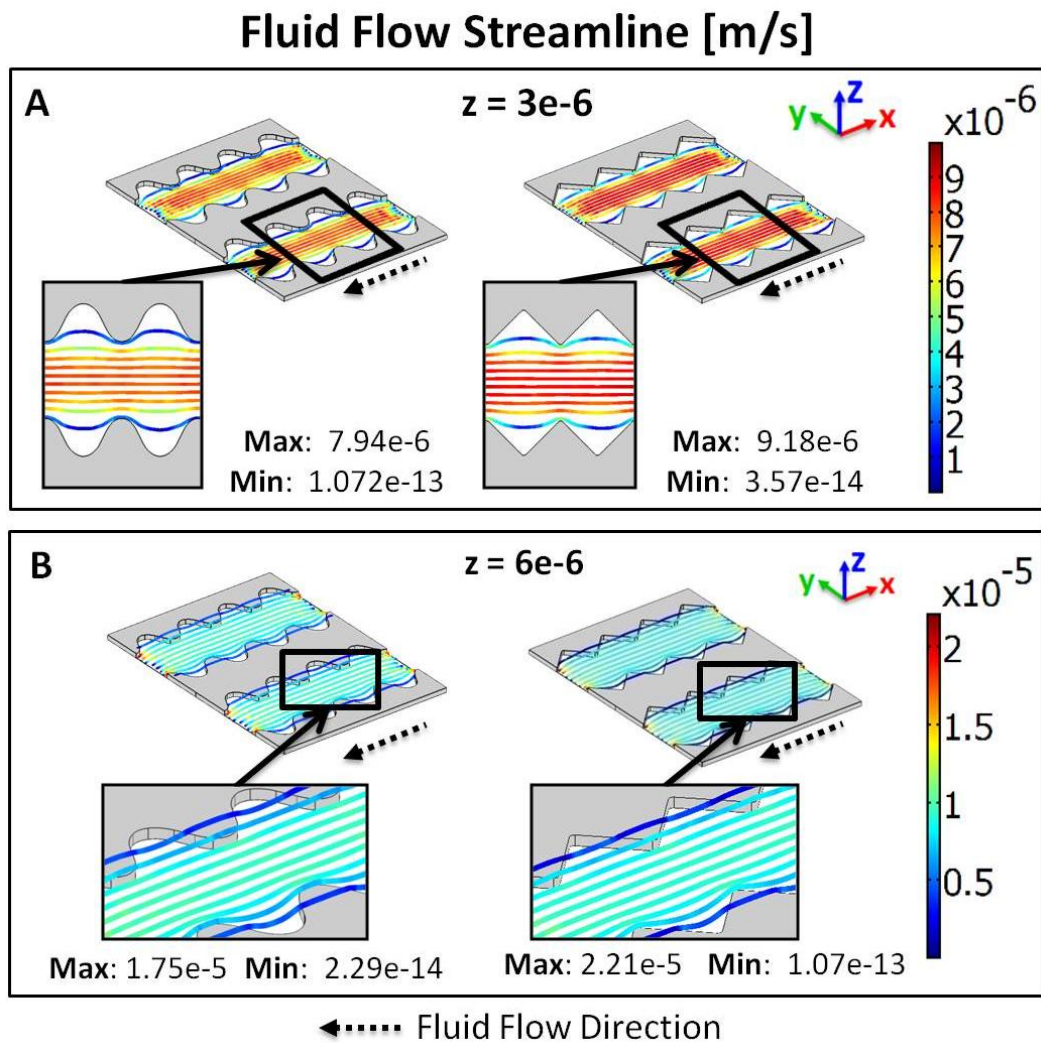 Fluid Flow Streamline [m/s]
A
z = 3e-6
y z x
x10⁻⁶
9
8
7
6
5
4
3
2
1
Max: 7.94e-6
Min: 1.072e-13
Max: 9.18e-6
Min: 3.57e-14
B
z = 6e-6
y z x
x10⁻⁵
2
1.5
1
0.5
Max: 1.75e-5 Min: 2.29e-14
Max: 2.21e-5 Min: 1.07e-13
Fluid Flow Direction